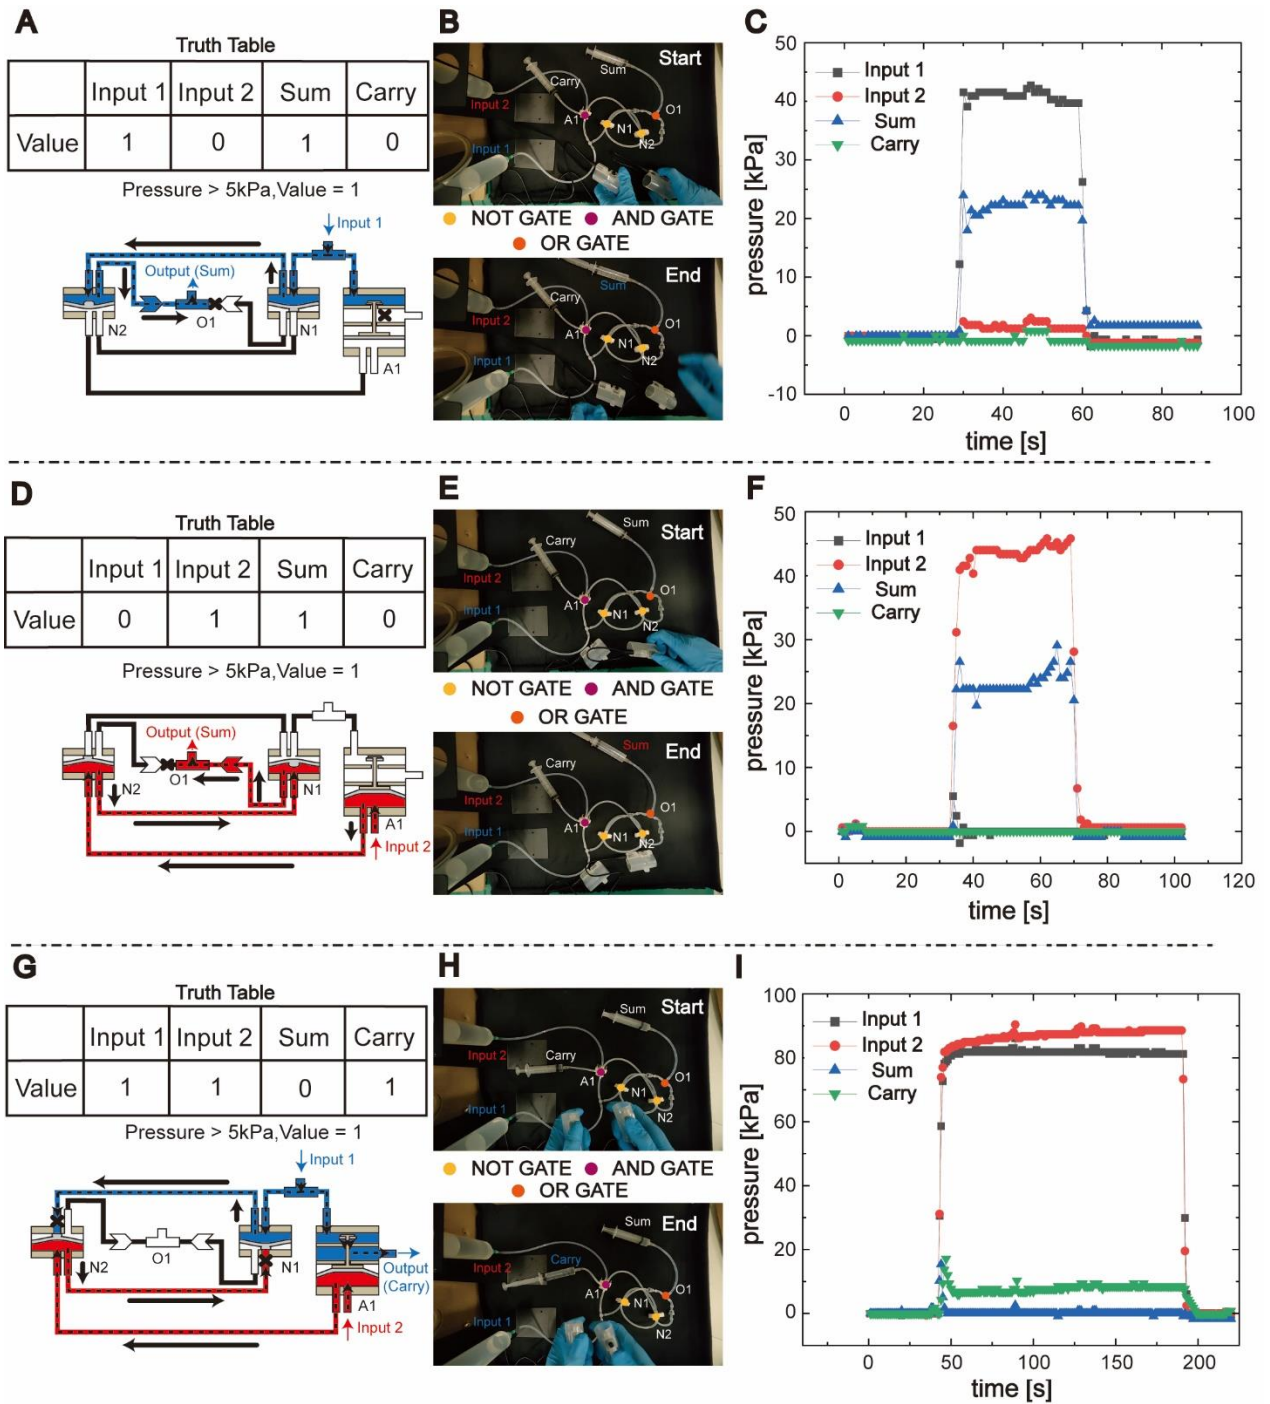 A
Truth Table
Input 1 Input 2 Sum Carry
Value 1 0 1 0
Pressure > 5kPa,Value = 1
Input 1
Output (Sum)
O1
N2
N1
A1
B
Start
Sum
Carry
Input 2
O1
A1
N1
N2
Input 1
NOT GATE AND GATE
OR GATE
End
Sum
Carry
Input 2
O1
A1
N1
N2
Input 1
C
Input 1
Input 2
Sum
Carry
pressure [kPa]
50
40
30
20
10
0
-10
0 20 40 60 80 100
time [s]
D
Truth Table
Input 1 Input 2 Sum Carry
Value 0 1 1 0
Pressure > 5kPa,Value = 1
Output (Sum)
O1
N2
N1
A1
Input 2
E
Start
Sum
Carry
Input 2
O1
A1
Input 1
N1
N2
NOT GATE AND GATE
OR GATE
End
Sum
Carry
Input 2
O1
A1
Input 1
N1
N2
F
Input 1
Input 2
Sum
Carry
pressure [kPa]
50
40
30
20
10
0
0 20 40 60 80 100 120
time [s]
G
Truth Table
Input 1 Input 2 Sum Carry
Value 1 1 0 1
Pressure > 5kPa,Value = 1
Input 1
O1
N2
N1
Output
(Carry)
A1
Input 2
H
Start
Sum
Input 2
Carry
A1
O1
N1
N2
Input 1
NOT GATE AND GATE
OR GATE
End
Sum
Input 2
Carry
A1
O1
N1
N2
Input 1
I
Input 1
Input 2
Sum
Carry
pressure [kPa]
100
80
60
40
20
0
0 50 100 150 200
time [s]